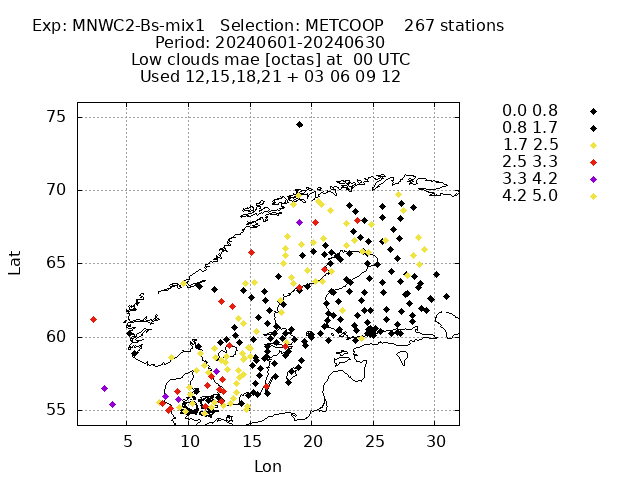 Exp: MNWC2-Bs-mix1   Selection: METCOOP    267 stations
Period: 20240601-20240630
Low clouds mae [octas] at  00 UTC
Used 12,15,18,21 + 03 06 09 12
0.0 0.8
0.8 1.7
1.7 2.5
2.5 3.3
3.3 4.2
4.2 5.0
75
70
65
60
55
Lat
5 10 15 20 25 30
Lon